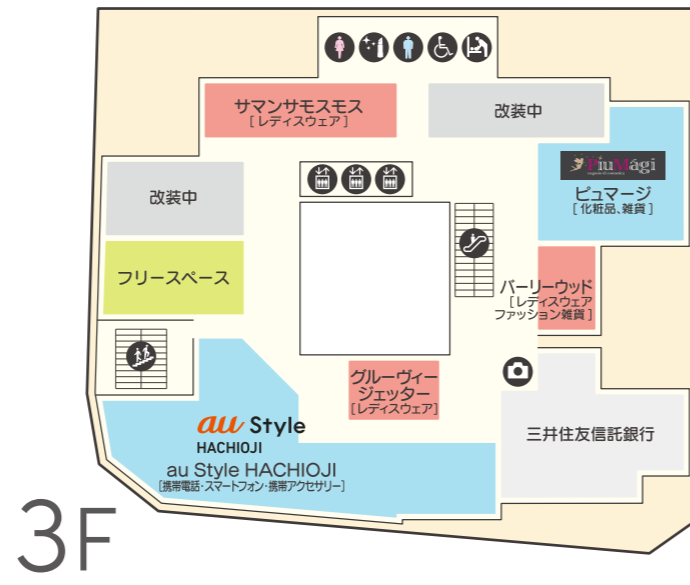 サマンサモスモス
[レディスウェア]
改装中
PiuMági
ピュマージ
[化粧品、雑貨]
改装中
フリースペース
バーリーウッド
[レディスウェア
ファッション雑貨]
グルーヴィー
ジェッター
[レディスウェア]
三井住友信託銀行
au Style
HACHIOJI
au Style HACHIOJI
[携帯電話・スマートフォン・携帯アクセサリー]
3F